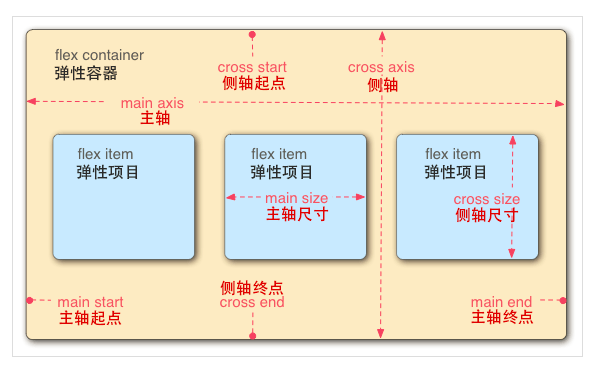 flex container
弹性容器
cross start
侧轴起点
cross axis
侧轴
main axis
主轴
flex item
弹性项目
flex item
弹性项目
main size
主轴尺寸
flex item
弹性项目
cross size
侧轴尺寸
main start
主轴起点
侧轴终点
cross end
main end
主轴终点